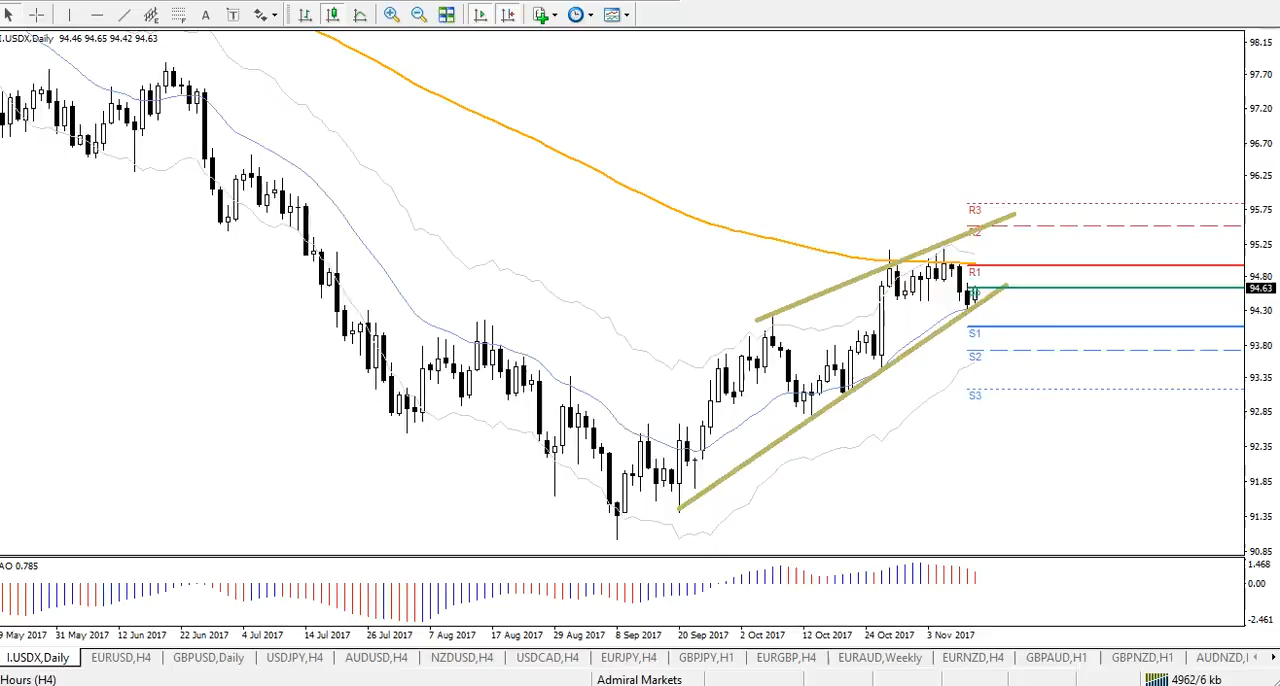 A T
I.USDX,Daily 94.46 94.65 94.42 94.63
98.15
97.70
97.20
96.70
96.25
R3
95.75
R2
95.25
R1
94.80
94.63
94.30
S1
93.80
S2
93.35
S3
92.85
92.35
91.85
91.35
90.85
AO 0.785
1.468
0.00
-2.461
9 May 2017 31 May 2017 12 Jun 2017 22 Jun 2017 4 Jul 2017 14 Jul 2017 26 Jul 2017 7 Aug 2017 17 Aug 2017 29 Aug 2017 8 Sep 2017 20 Sep 2017 2 Oct 2017 12 Oct 2017 24 Oct 2017 3 Nov 2017
I.USDX,Daily EURUSD,H4 GBPUSD,Daily USDJPY,H4 AUDUSD,H4 NZDUSD,H4 USDCAD,H4 EURJPY,H4 GBPJPY,H1 EURGBP,H4 EURAUD,Weekly EURNZD,H4 GBPAUD,H1 GBPNZD,H1 AUDNZD,
Hours (H4) Admiral Markets 4962/6 kb